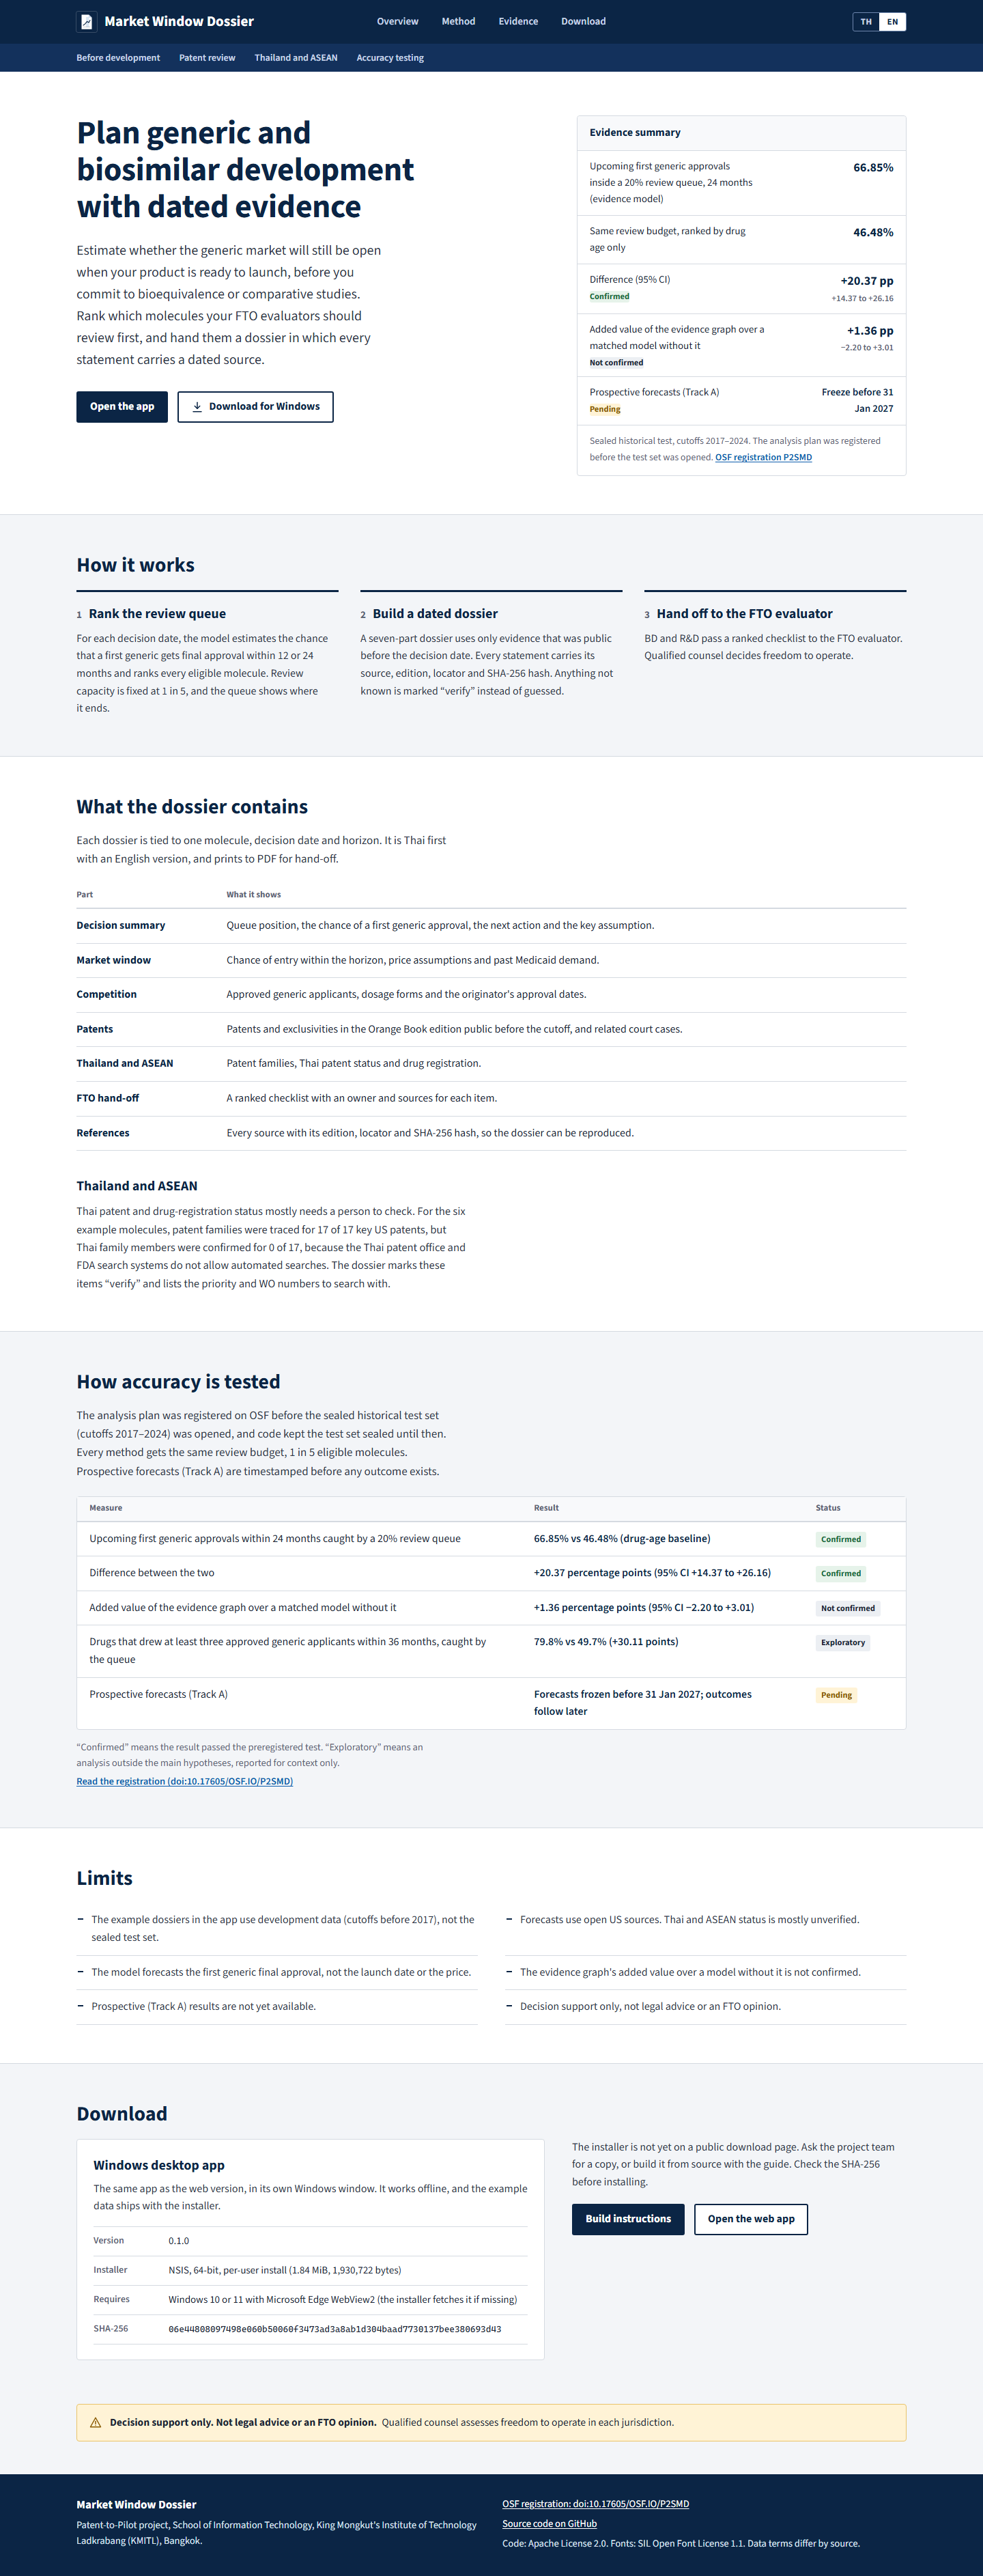 Market Window Dossier
Overview
Method
Evidence
Download
TH
EN
Before development
Patent review
Thailand and ASEAN
Accuracy testing
Plan generic and
biosimilar development
with dated evidence
Estimate whether the generic market will still be open
when your product is ready to launch, before you
commit to bioequivalence or comparative studies.
Rank which molecules your FTO evaluators should
review first, and hand them a dossier in which every
statement carries a dated source.
Open the app
Download for Windows
Evidence summary
Upcoming first generic approvals
inside a 20% review queue, 24 months
(evidence model)
66.85%
Same review budget, ranked by drug
age only
46.48%
Difference (95% CI)
Confirmed
+20.37 pp
+14.37 to +26.16
Added value of the evidence graph over a
matched model without it
Not confirmed
+1.36 pp
−2.20 to +3.01
Prospective forecasts (Track A)
Pending
Freeze before 31
Jan 2027
Sealed historical test, cutoffs 2017–2024. The analysis plan was registered
before the test set was opened. OSF registration P2SMD
How it works
1 Rank the review queue
For each decision date, the model estimates the chance
that a first generic gets final approval within 12 or 24
months and ranks every eligible molecule. Review
capacity is fixed at 1 in 5, and the queue shows where
it ends.
2 Build a dated dossier
A seven-part dossier uses only evidence that was public
before the decision date. Every statement carries its
source, edition, locator and SHA-256 hash. Anything not
known is marked “verify” instead of guessed.
3 Hand off to the FTO evaluator
BD and R&D pass a ranked checklist to the FTO evaluator.
Qualified counsel decides freedom to operate.
What the dossier contains
Each dossier is tied to one molecule, decision date and horizon. It is Thai first
with an English version, and prints to PDF for hand-off.
Part
What it shows
Decision summary
Queue position, the chance of a first generic approval, the next action and the key assumption.
Market window
Chance of entry within the horizon, price assumptions and past Medicaid demand.
Competition
Approved generic applicants, dosage forms and the originator's approval dates.
Patents
Patents and exclusivities in the Orange Book edition public before the cutoff, and related court cases.
Thailand and ASEAN
Patent families, Thai patent status and drug registration.
FTO hand-off
A ranked checklist with an owner and sources for each item.
References
Every source with its edition, locator and SHA-256 hash, so the dossier can be reproduced.
Thailand and ASEAN
Thai patent and drug-registration status mostly needs a person to check. For the six
example molecules, patent families were traced for 17 of 17 key US patents, but
Thai family members were confirmed for 0 of 17, because the Thai patent office and
FDA search systems do not allow automated searches. The dossier marks these
items “verify” and lists the priority and WO numbers to search with.
How accuracy is tested
The analysis plan was registered on OSF before the sealed historical test set
(cutoffs 2017–2024) was opened, and code kept the test set sealed until then.
Every method gets the same review budget, 1 in 5 eligible molecules.
Prospective forecasts (Track A) are timestamped before any outcome exists.
Measure
Result
Status
Upcoming first generic approvals within 24 months caught by a 20% review queue
66.85% vs 46.48% (drug-age baseline)
Confirmed
Difference between the two
+20.37 percentage points (95% CI +14.37 to +26.16)
Confirmed
Added value of the evidence graph over a matched model without it
+1.36 percentage points (95% CI −2.20 to +3.01)
Not confirmed
Drugs that drew at least three approved generic applicants within 36 months, caught by
the queue
79.8% vs 49.7% (+30.11 points)
Exploratory
Prospective forecasts (Track A)
Forecasts frozen before 31 Jan 2027; outcomes
follow later
Pending
“Confirmed” means the result passed the preregistered test. “Exploratory” means an
analysis outside the main hypotheses, reported for context only.
Read the registration (doi:10.17605/OSF.IO/P2SMD)
Limits
– The example dossiers in the app use development data (cutoffs before 2017), not the
sealed test set.
– Forecasts use open US sources. Thai and ASEAN status is mostly unverified.
– The model forecasts the first generic final approval, not the launch date or the price.
– The evidence graph's added value over a model without it is not confirmed.
– Prospective (Track A) results are not yet available.
– Decision support only, not legal advice or an FTO opinion.
Download
Windows desktop app
The same app as the web version, in its own Windows window. It works offline, and the example
data ships with the installer.
Version
0.1.0
Installer
NSIS, 64-bit, per-user install (1.84 MiB, 1,930,722 bytes)
Requires
Windows 10 or 11 with Microsoft Edge WebView2 (the installer fetches it if missing)
SHA-256
06e44808097498e060b50060f3473ad3a8ab1d304baad7730137bee380693d43
The installer is not yet on a public download page. Ask the project team
for a copy, or build it from source with the guide. Check the SHA-256
before installing.
Build instructions
Open the web app
Decision support only. Not legal advice or an FTO opinion. Qualified counsel assesses freedom to operate in each jurisdiction.
Market Window Dossier
Patent-to-Pilot project, School of Information Technology, King Mongkut's Institute of Technology
Ladkrabang (KMITL), Bangkok.
OSF registration: doi:10.17605/OSF.IO/P2SMD
Source code on GitHub
Code: Apache License 2.0. Fonts: SIL Open Font License 1.1. Data terms differ by source.